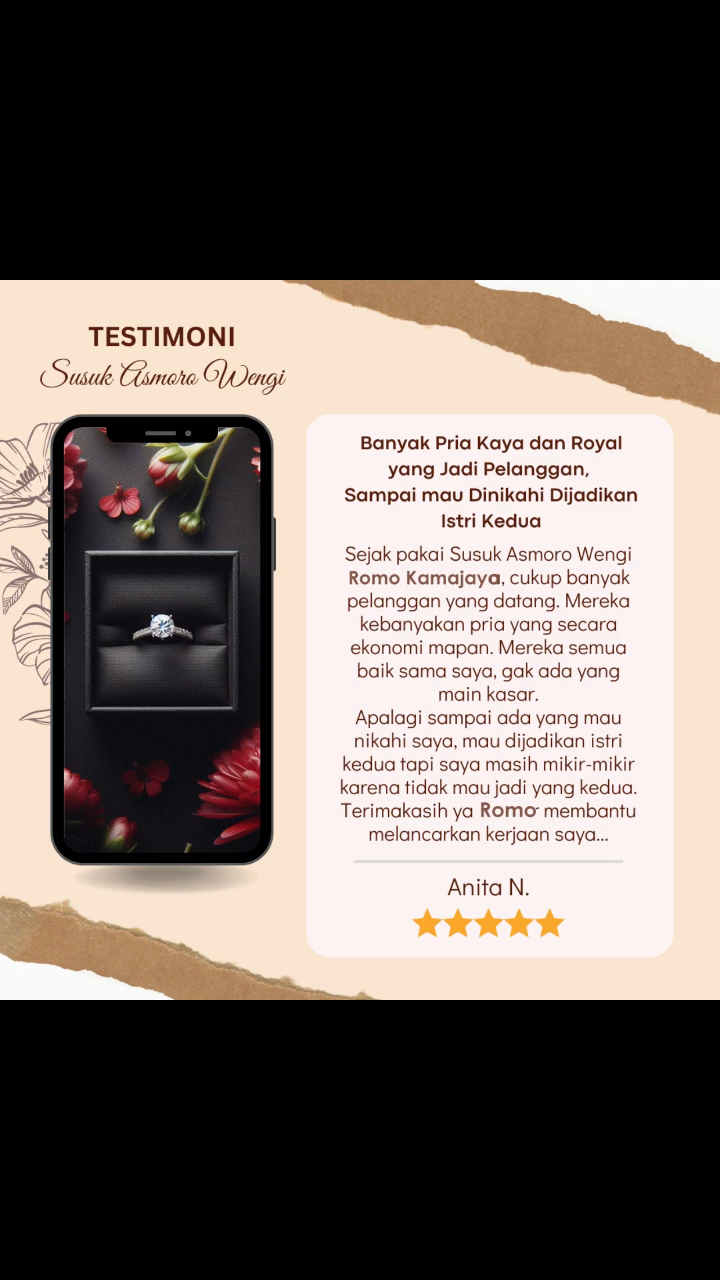 TESTIMONI
Susuk Asmoro Wengi
Banyak Pria Kaya dan Royal
yang Jadi Pelanggan,
Sampai mau Dinikahi Dijadikan
Istri Kedua
Sejak pakai Susuk Asmoro Wengi
Romo Kamajaya, cukup banyak
pelanggan yang datang. Mereka
kebanyakan pria yang secara
ekonomi mapan. Mereka semua
baik sama saya, gak ada yang
main kasar.
Apalagi sampai ada yang mau
nikahi saya, mau dijadikan istri
kedua tapi saya masih mikir-mikir
karena tidak mau jadi yang kedua.
Terimakasih ya Romo membantu
melancarkan kerjaan saya...
Anita N.